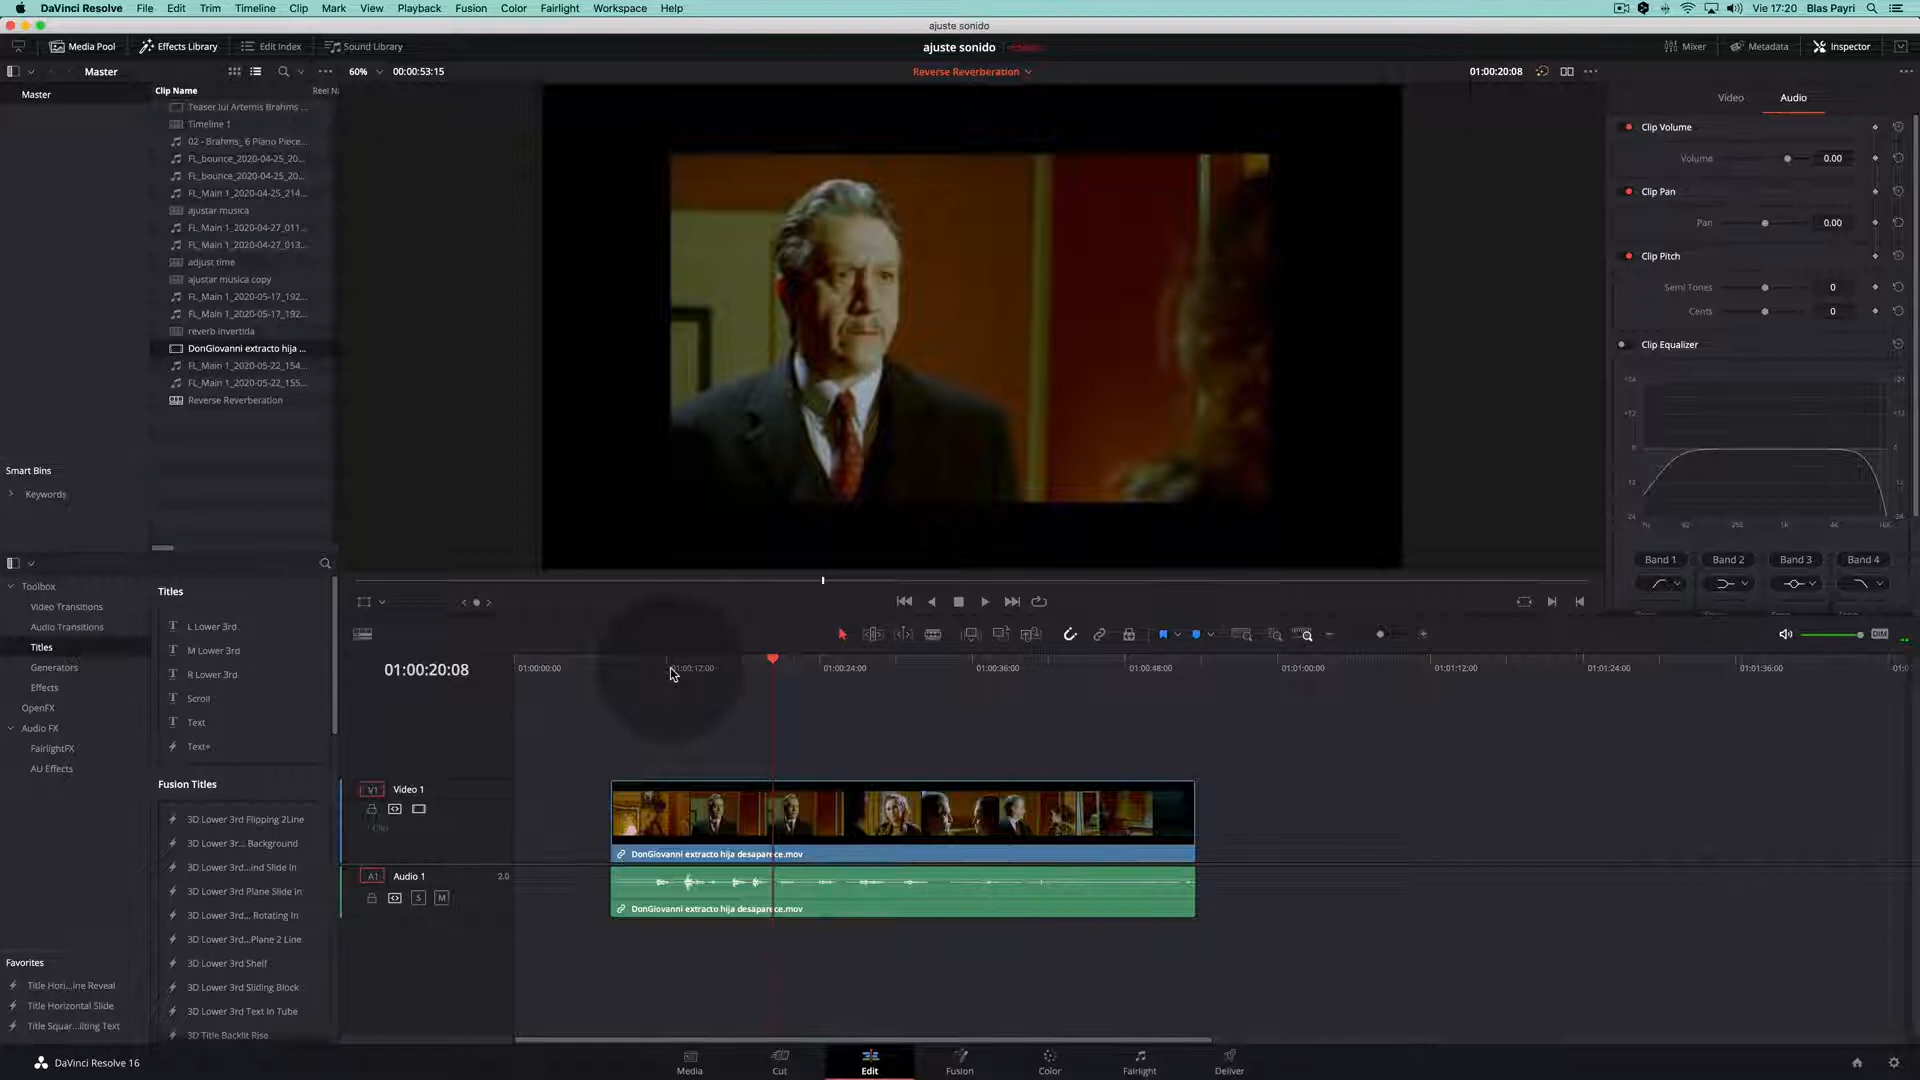 DaVinci Resolve File Edit Trim Timeline Clip Mark View Playback Fusion Color Fairlight Workspace Help Vie 17:20 Blas Payri
ajuste sonido
Media Pool Effects Library Edit Index Sound Library ajuste sonido Mixer Metadata Inspector
Master 60% 00:00:53:15 Reverse Reverberation 01:00:20:08
Master
Clip Name Reel N
Teaser lui Artemis Brahms ...
Timeline 1
02 - Brahms_ 6 Piano Piece...
FL_bounce_2020-04-25_20...
FL_bounce_2020-04-25_20...
FL_Main 1_2020-04-25_214...
ajustar musica
FL_Main 1_2020-04-27_011...
FL_Main 1_2020-04-27_013...
adjust time
ajustar musica copy
FL_Main 1_2020-05-17_192...
FL_Main 1_2020-05-17_192...
reverb invertida
DonGiovanni extracto hija ...
FL_Main 1_2020-05-22_154...
FL_Main 1_2020-05-22_155...
Reverse Reverberation
Smart Bins
Keywords
Video Audio
Clip Volume
Volume 0.00
Clip Pan
Pan 0.00
Clip Pitch
Semi Tones 0
Cents 0
Clip Equalizer
Band 1 Band 2 Band 3 Band 4
Toolbox
Video Transitions
Audio Transitions
Titles
Generators
Effects
OpenFX
Audio FX
FairlightFX
AU Effects
Favorites
Title Hori...ine Reveal
Title Horizontal Slide
Title Squar...ilting Text
Titles
L Lower 3rd
M Lower 3rd
R Lower 3rd
Scroll
Text
Text+
Fusion Titles
3D Lower 3rd Flipping 2Line
3D Lower 3r... Background
3D Lower 3rd...ind Slide In
3D Lower 3rd Plane Slide In
3D Lower 3rd... Rotating In
3D Lower 3rd...Plane 2 Line
3D Lower 3rd Shelf
3D Lower 3rd Sliding Block
3D Lower 3rd Text In Tube
3D Title Backlit Rise
DIM
01:00:20:08 01:00:00:00 01:00:12:00 01:00:24:00 01:00:36:00 01:00:48:00 01:01:00:00 01:01:12:00 01:01:24:00 01:01:36:00
V1 Video 1
1 Clip
DonGiovanni extracto hija desaparece.mov
A1 Audio 1 2.0
S M
DonGiovanni extracto hija desaparece.mov
DaVinci Resolve 16 Media Cut Edit Fusion Color Fairlight Deliver